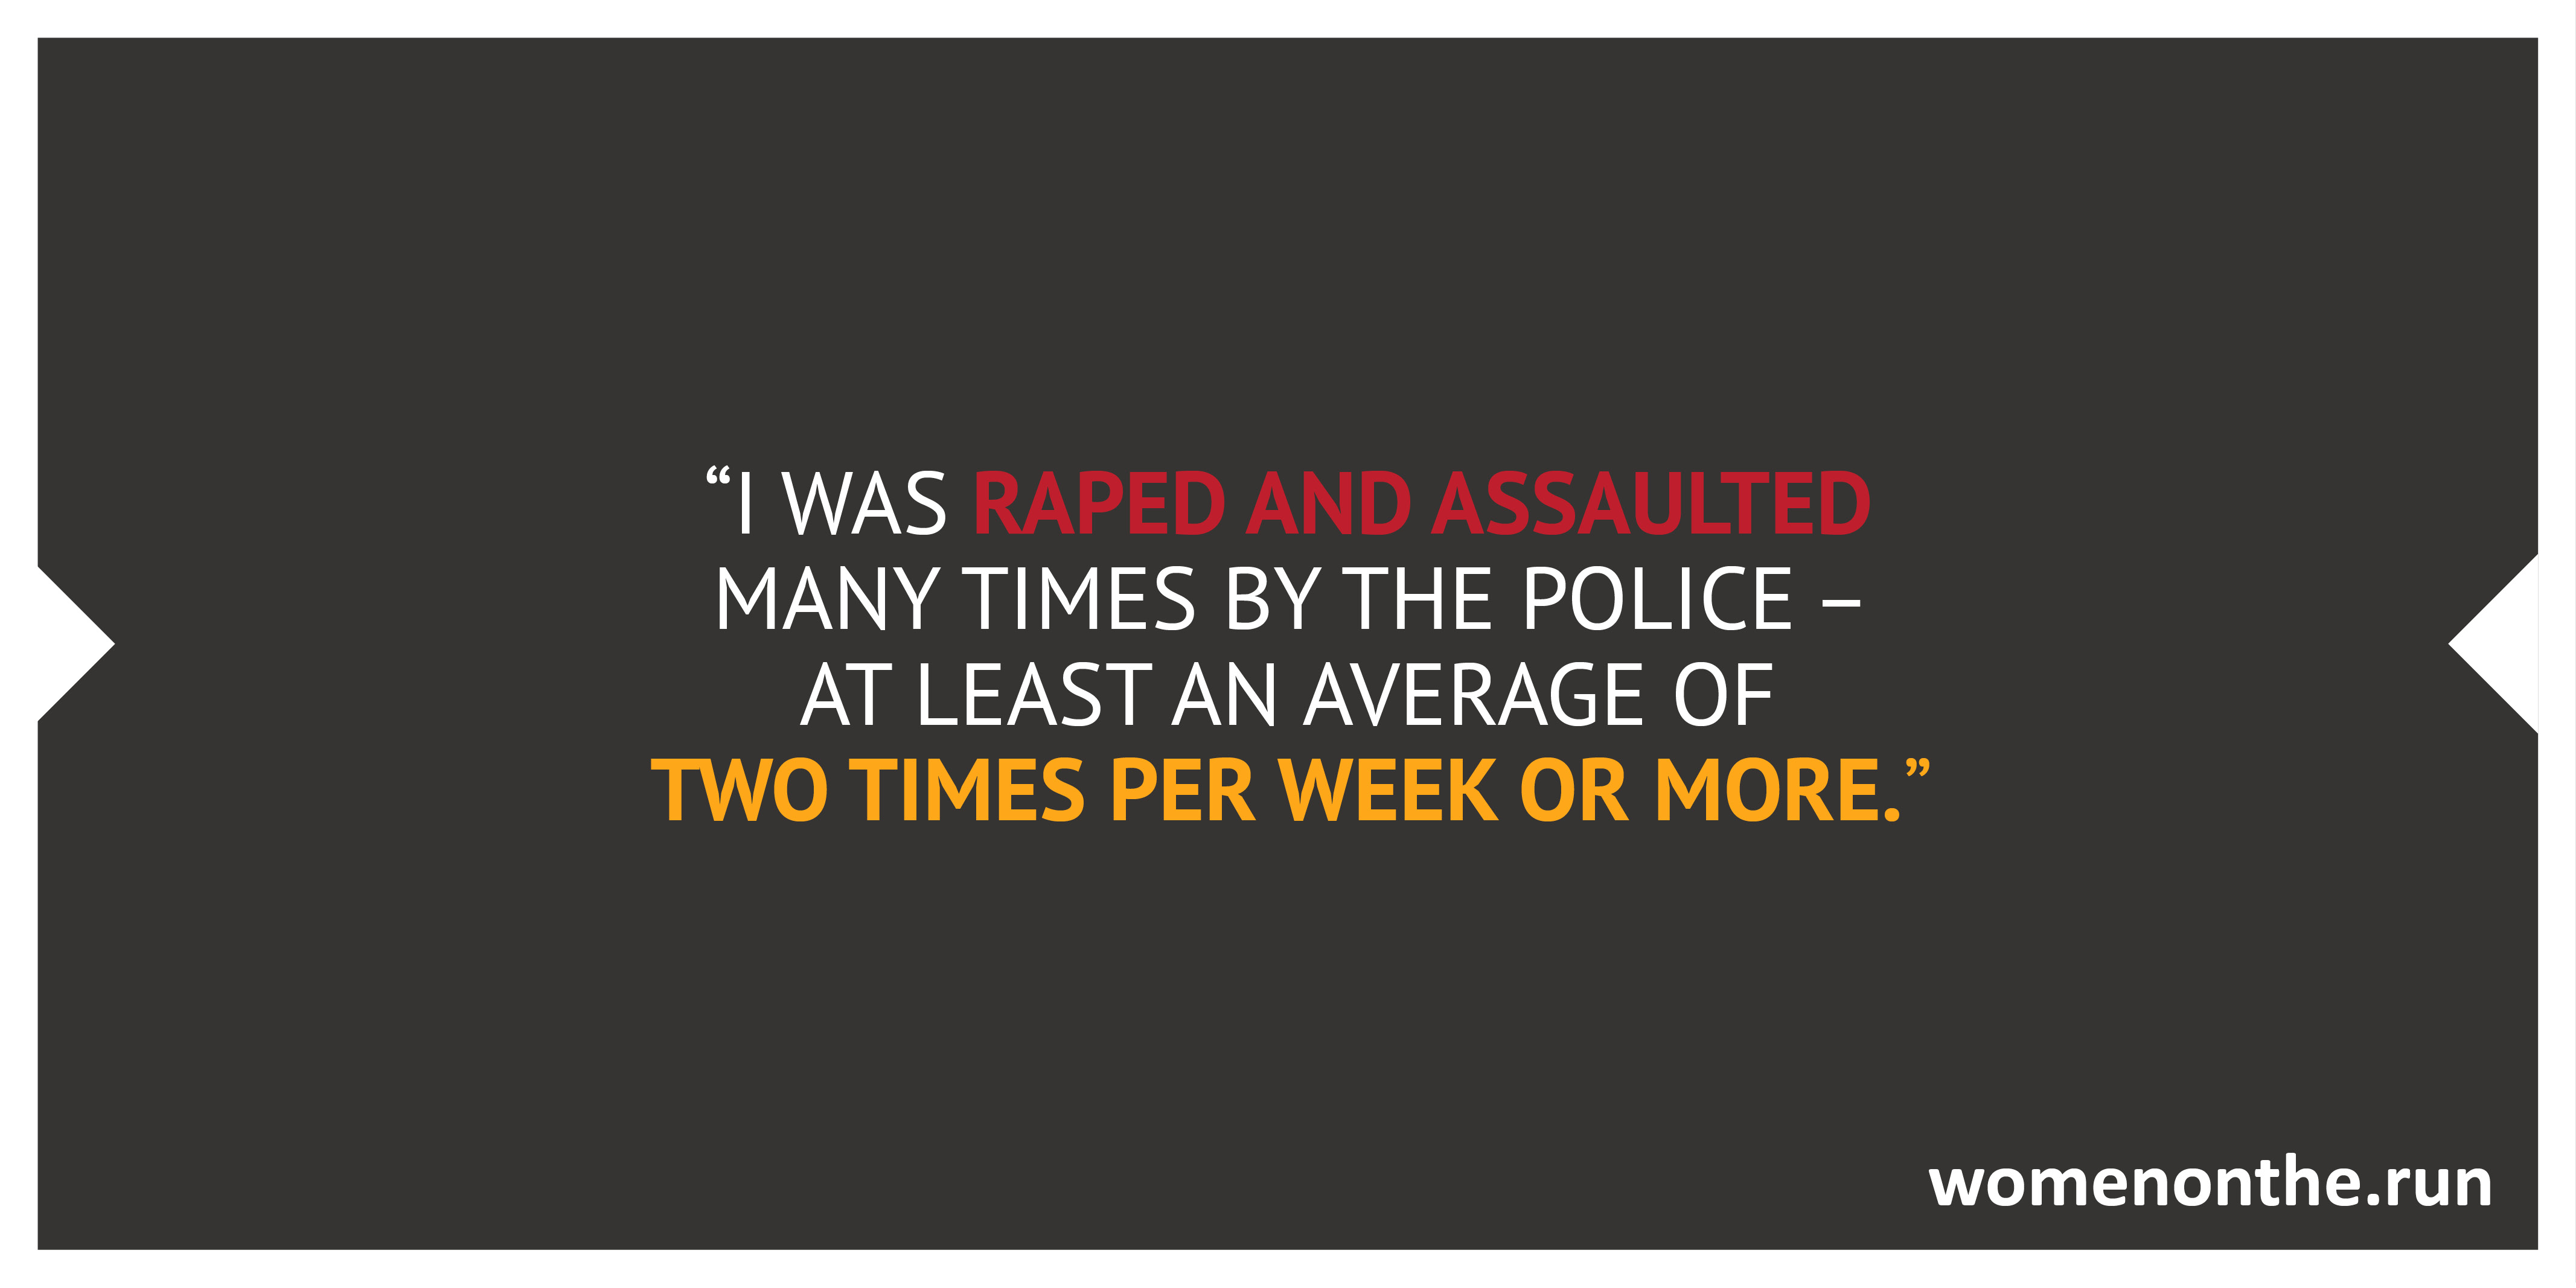 “I WAS RAPED AND ASSAULTED
MANY TIMES BY THE POLICE –
AT LEAST AN AVERAGE OF
TWO TIMES PER WEEK OR MORE.”
womenonthe.run